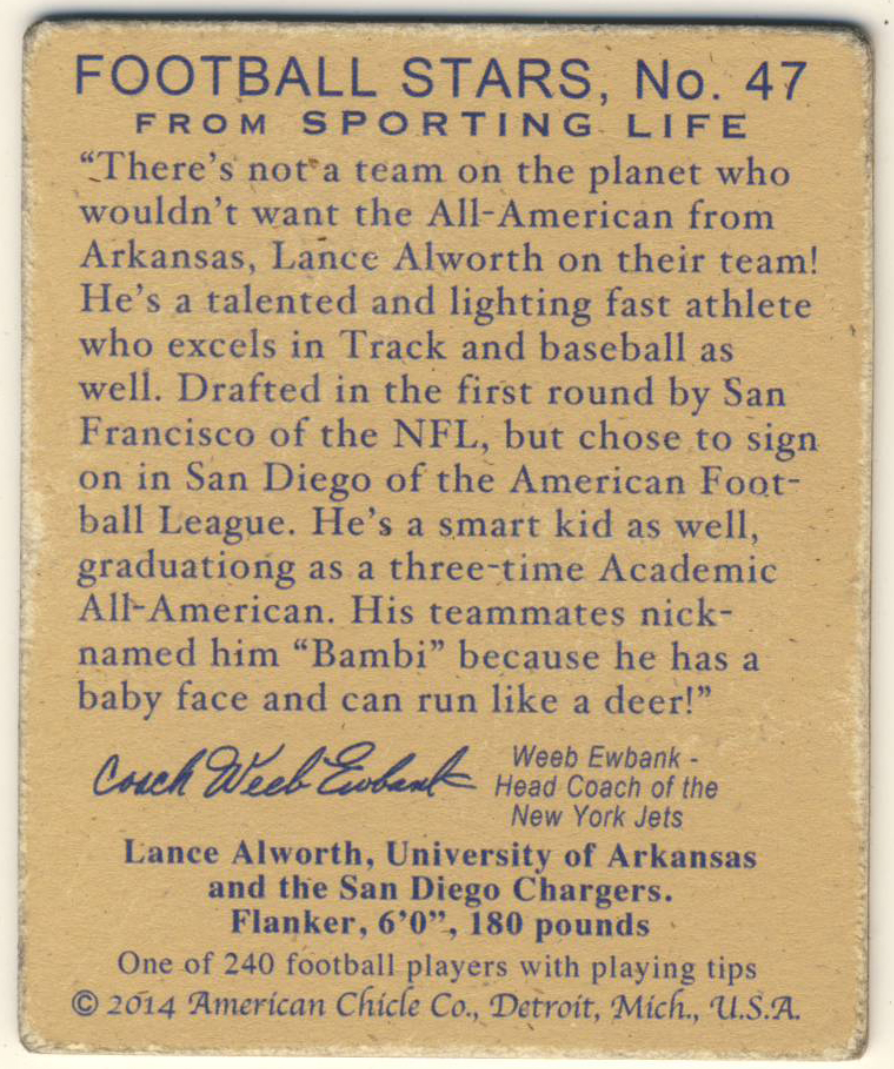 FOOTBALL STARS, No. 47
FROM SPORTING LIFE
“There’s not a team on the planet who
wouldn’t want the All-American from
Arkansas, Lance Alworth on their team!
He’s a talented and lighting fast athlete
who excels in Track and baseball as
well. Drafted in the first round by San
Francisco of the NFL, but chose to sign
on in San Diego of the American Foot-
ball League. He’s a smart kid as well,
graduationg as a three-time Academic
All-American. His teammates nick-
named him “Bambi” because he has a
baby face and can run like a deer!”
Coach Weeb Ewbank
Weeb Ewbank -
Head Coach of the
New York Jets
Lance Alworth, University of Arkansas
and the San Diego Chargers.
Flanker, 6’0”, 180 pounds
One of 240 football players with playing tips
© 2014 American Chicle Co., Detroit, Mich., U.S.A.